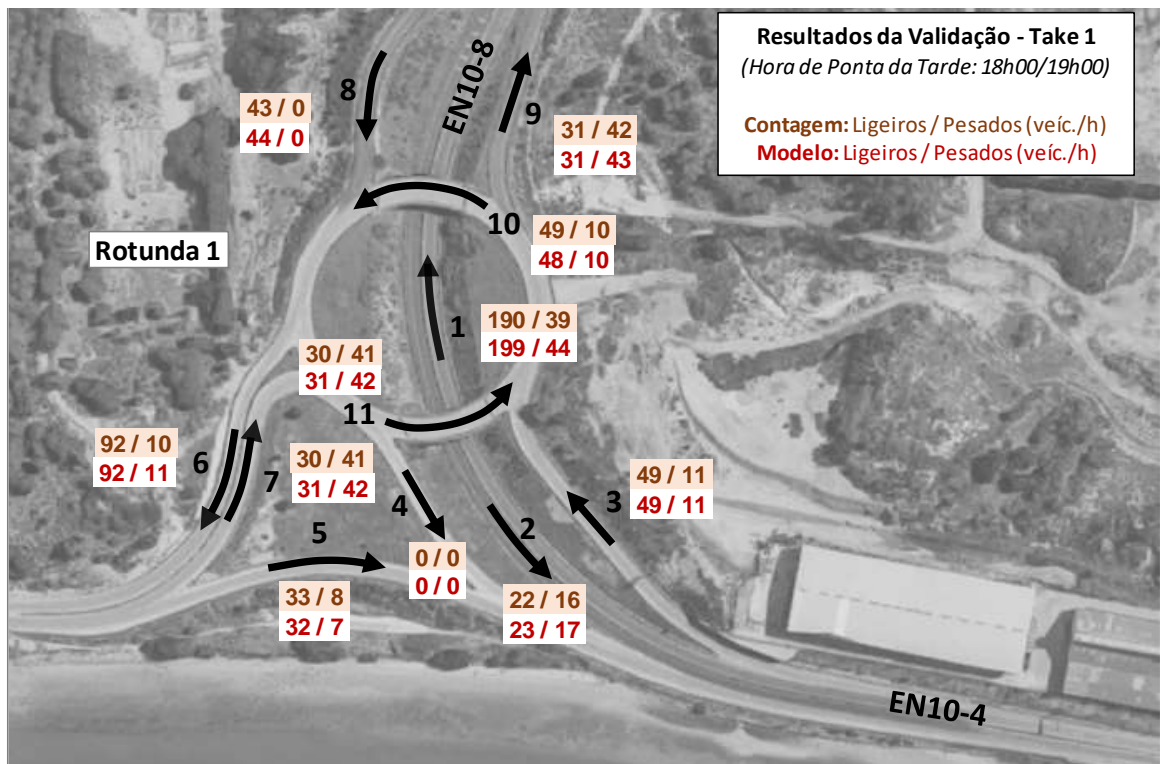 Resultados da Validação - Take 1
(Hora de Ponta da Tarde: 18h00/19h00)
Contagem: Ligeiros / Pesados (veíc./h)
Modelo: Ligeiros / Pesados (veíc./h)
EN10-8
8
9
43 / 0
44 / 0
31 / 42
31 / 43
10
49 / 10
48 / 10
Rotunda 1
1
190 / 39
199 / 44
30 / 41
31 / 42
11
92 / 10
92 / 11
6
7
30 / 41
31 / 42
4
2
3
49 / 11
49 / 11
5
0 / 0
0 / 0
33 / 8
32 / 7
22 / 16
23 / 17
EN10-4